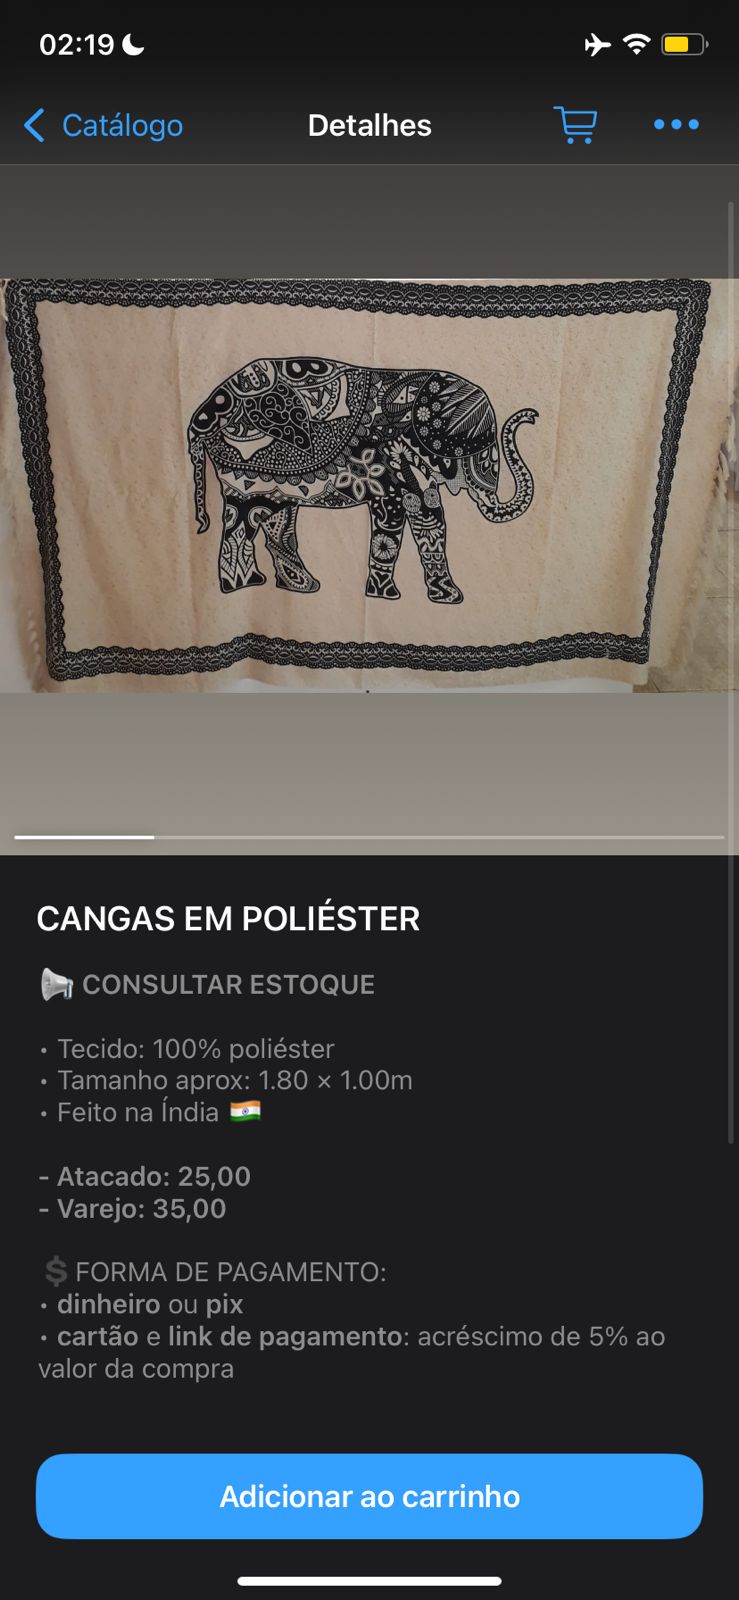 02:19
Catálogo
Detalhes
CANGAS EM POLIÉSTER
📢 CONSULTAR ESTOQUE
• Tecido: 100% poliéster
• Tamanho aprox: 1.80 × 1.00m
• Feito na Índia 🇮🇳
- Atacado: 25,00
- Varejo: 35,00
💲FORMA DE PAGAMENTO:
• dinheiro ou pix
• cartão e link de pagamento: acréscimo de 5% ao
valor da compra
Adicionar ao carrinho